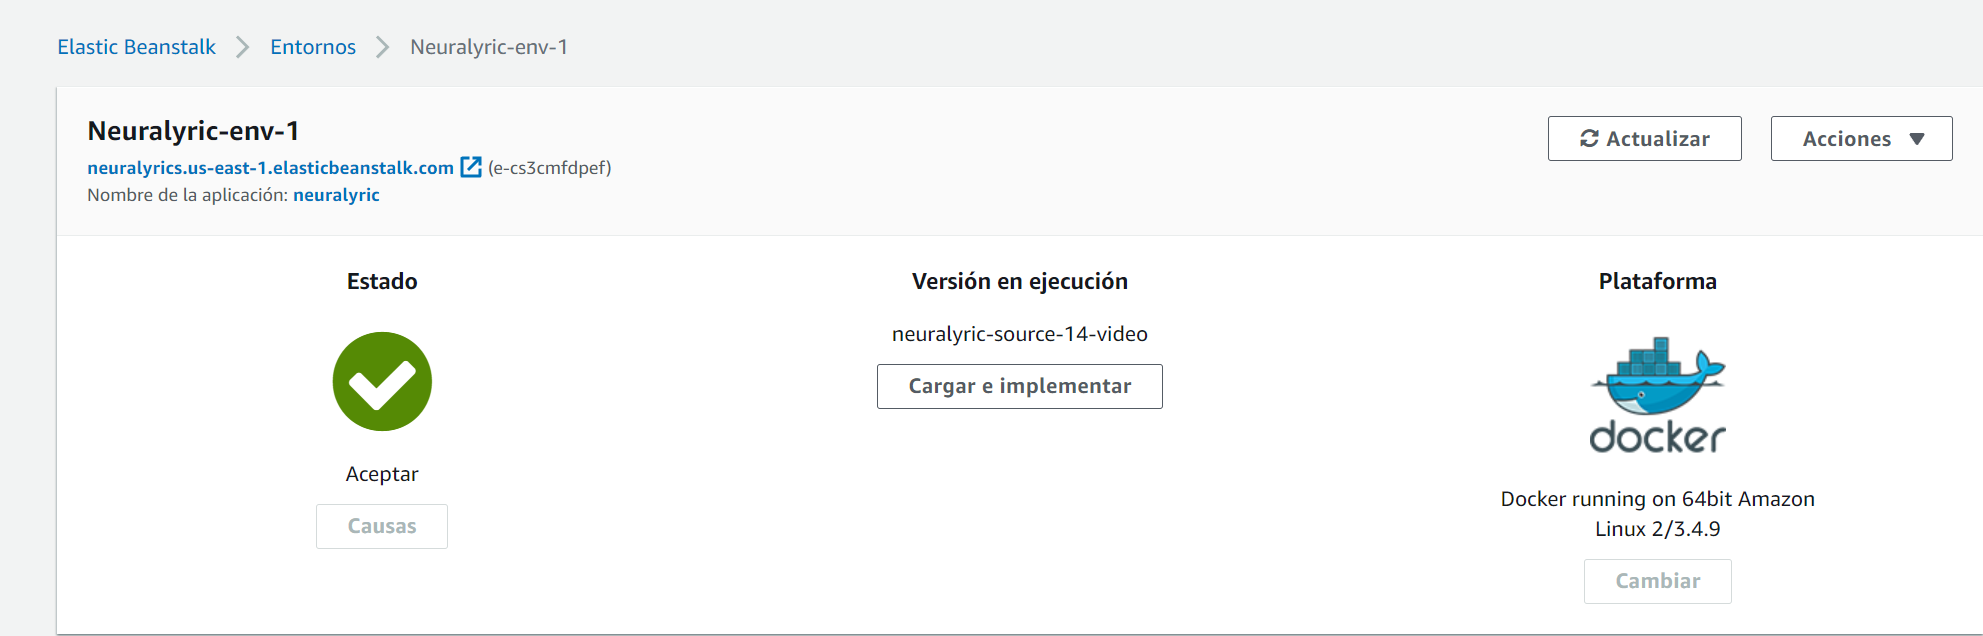 Elastic Beanstalk > Entornos > Neuralyric-env-1
Neuralyric-env-1
neuralyrics.us-east-1.elasticbeanstalk.com (e-cs3cmfdpef)
Nombre de la aplicación: neuralyric
Actualizar
Acciones
Estado
Aceptar
Causas
Versión en ejecución
neuralyric-source-14-video
Cargar e implementar
Plataforma
docker
Docker running on 64bit Amazon
Linux 2/3.4.9
Cambiar